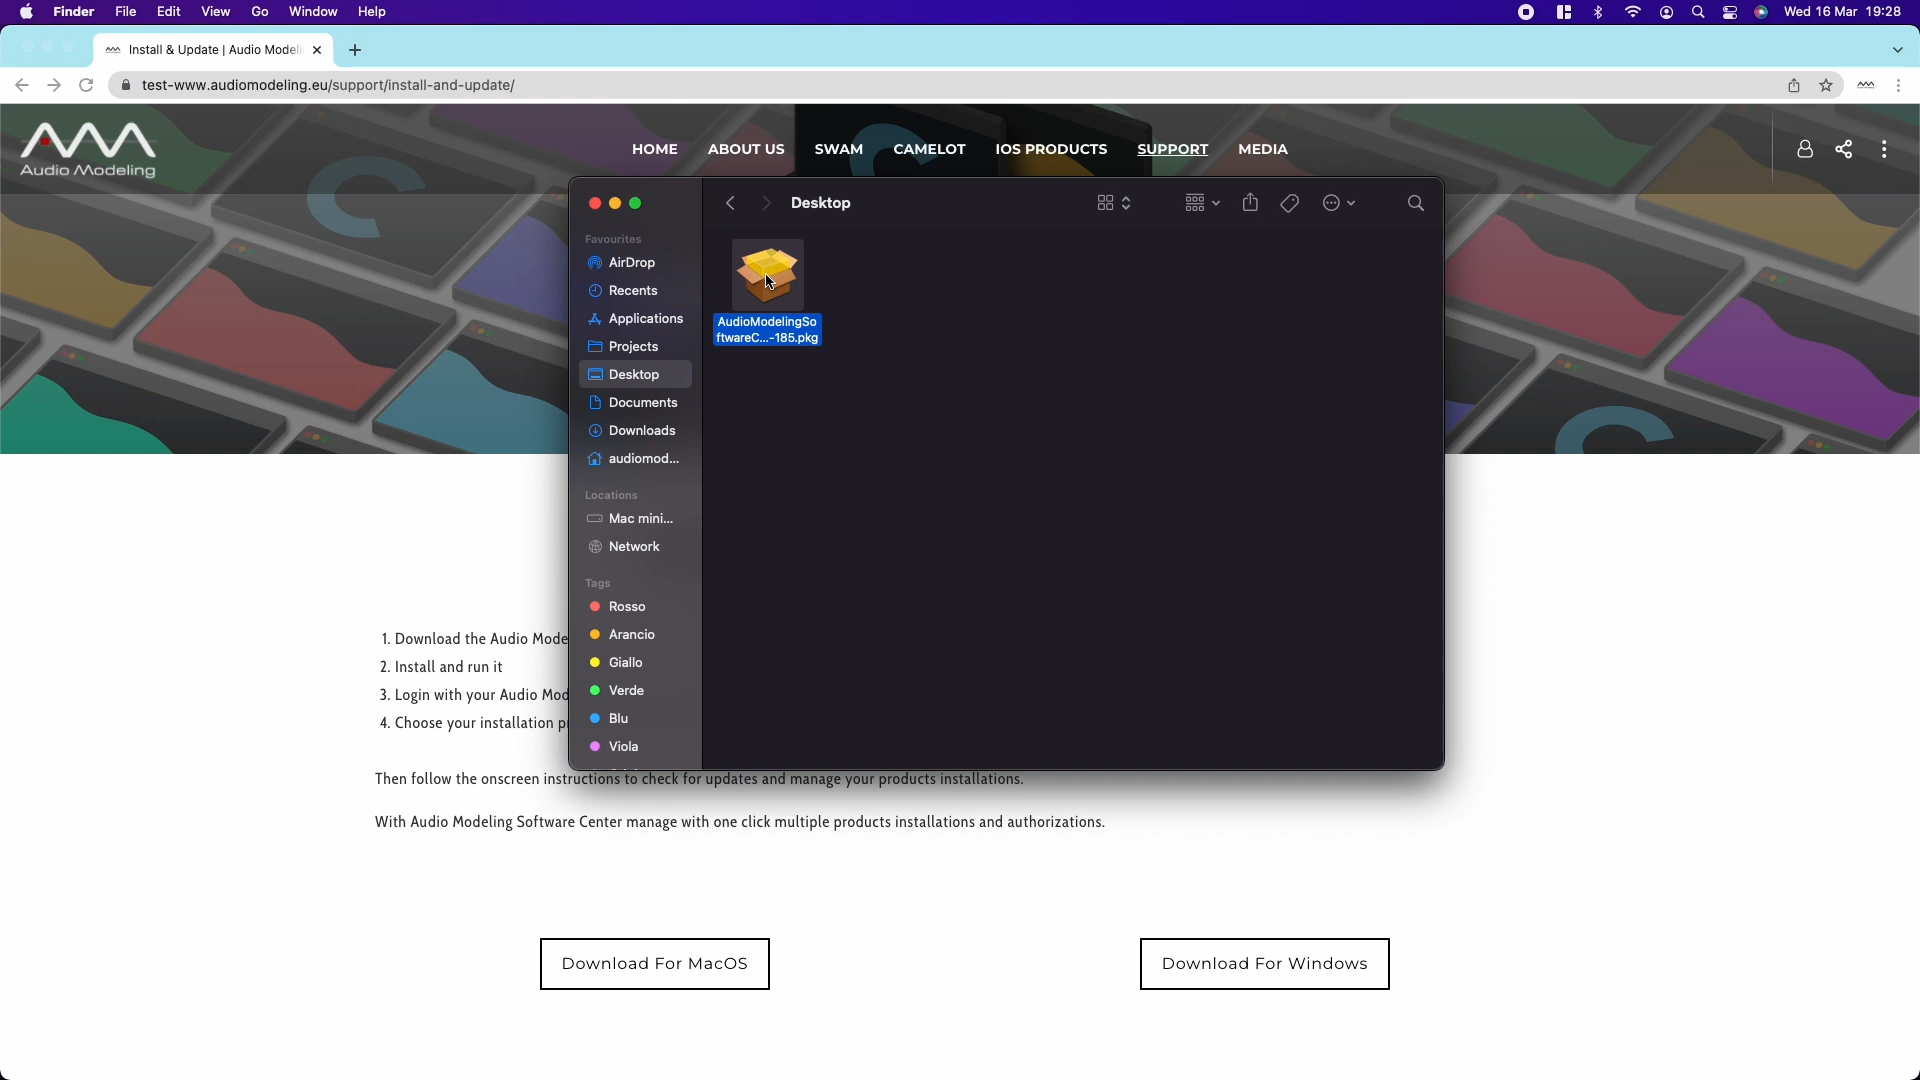 Finder File Edit View Go Window Help Wed 16 Mar 19:28
Install & Update | Audio Modeli
test-www.audiomodeling.eu/support/install-and-update/
Audio Modeling
HOME ABOUT US SWAM CAMELOT IOS PRODUCTS SUPPORT MEDIA
Desktop
Favourites
AirDrop
Recents
Applications
Projects
Desktop
Documents
Downloads
audiomod...
Locations
Mac mini...
Network
Tags
Rosso
Arancio
Giallo
Verde
Blu
Viola
AudioModelingSo
ftwareC...-185.pkg
1. Download the Audio Mode
2. Install and run it
3. Login with your Audio Mod
4. Choose your installation
Then follow the onscreen instructions to check for updates and manage your products installations.
With Audio Modeling Software Center manage with one click multiple products installations and authorizations.
Download For MacOS
Download For Windows